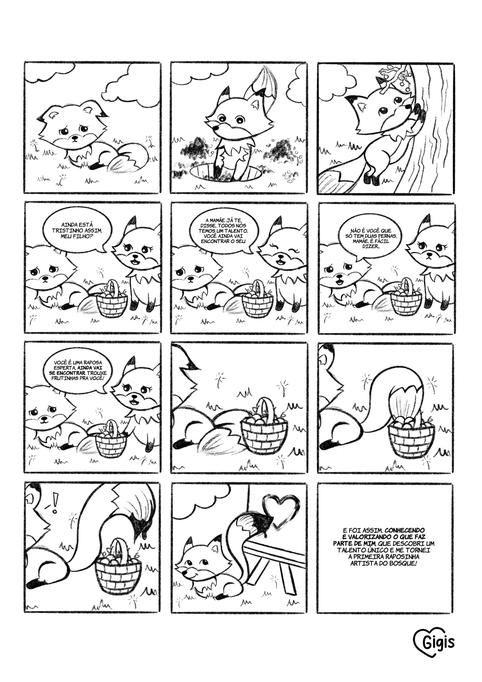 AINDA ESTÁ
TRISTINHO ASSIM,
MEU FILHO?
A MAMÃE JÁ TE
DISSE, TODOS NÓS
TEMOS UM TALENTO.
VOCÊ AINDA VAI
ENCONTRAR O SEU
NÃO É VOCÊ QUE
SÓ TEM DUAS PERNAS,
MAMÃE. É FÁCIL
DIZER.
VOCÊ É UMA RAPOSA
ESPERTA, AINDA VAI
SE ENCONTRAR. TROUXE
FRUTINHAS PRA VOCÊ!
!
E FOI ASSIM, CONHECENDO
E VALORIZANDO O QUE FAZ
PARTE DE MIM, QUE DESCOBRI UM
TALENTO ÚNICO E ME TORNEI
A PRIMEIRA RAPOSINHA
ARTISTA DO BOSQUE!
Gigis